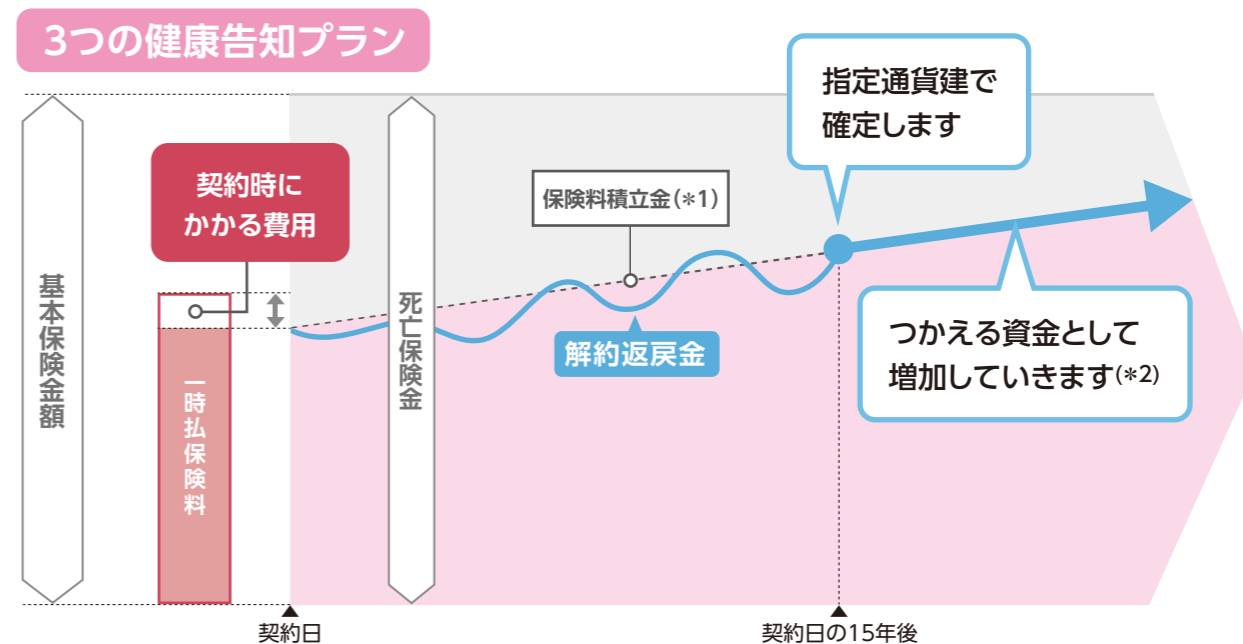 3つの健康告知プラン
指定通貨建で
確定します
契約時に
かかる費用
保険料積立金(*1)
基本保険金額
死亡保険金
解約返戻金
つかえる資金として
増加していきます(*2)
一時払保険料
契約日
契約日の15年後